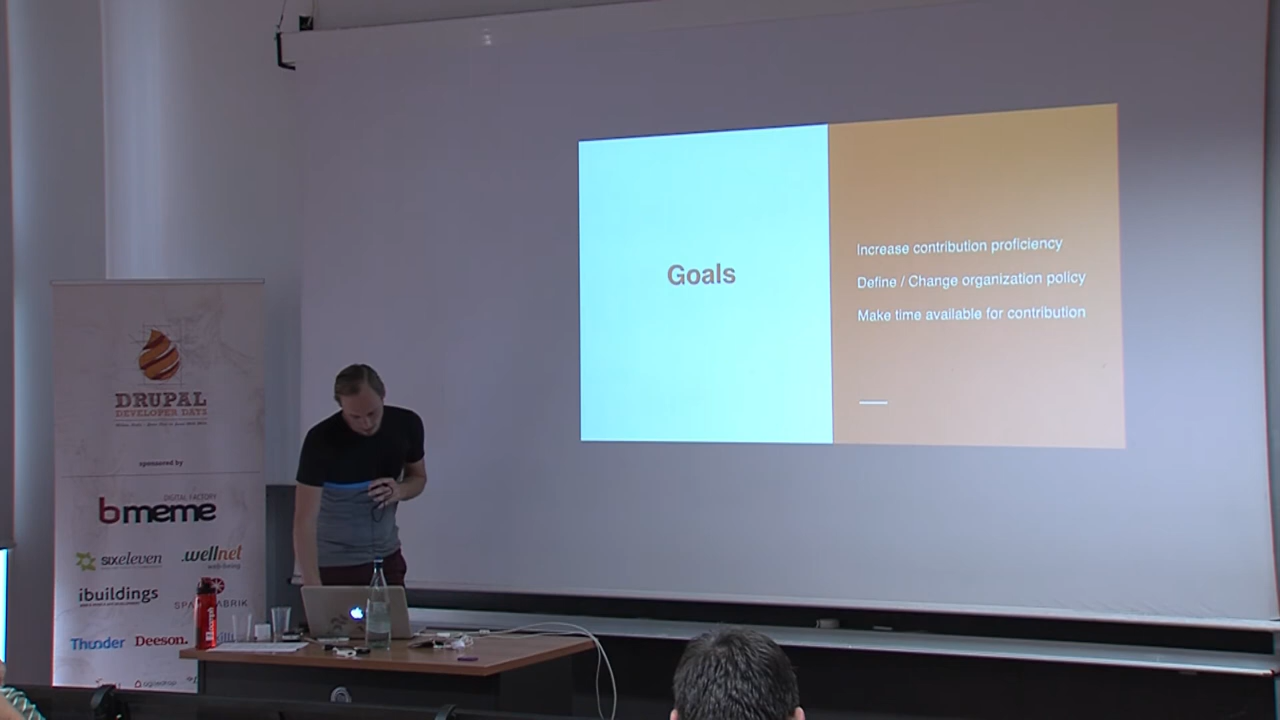 Goals
Increase contribution proficiency
Define / Change organization policy
Make time available for contribution
DRUPAL
DEVELOPER DAYS
sponsored by
DIGITAL FACTORY
bmeme
sixeleven
.wellnet
ibuildings
Thunder
Deeson.